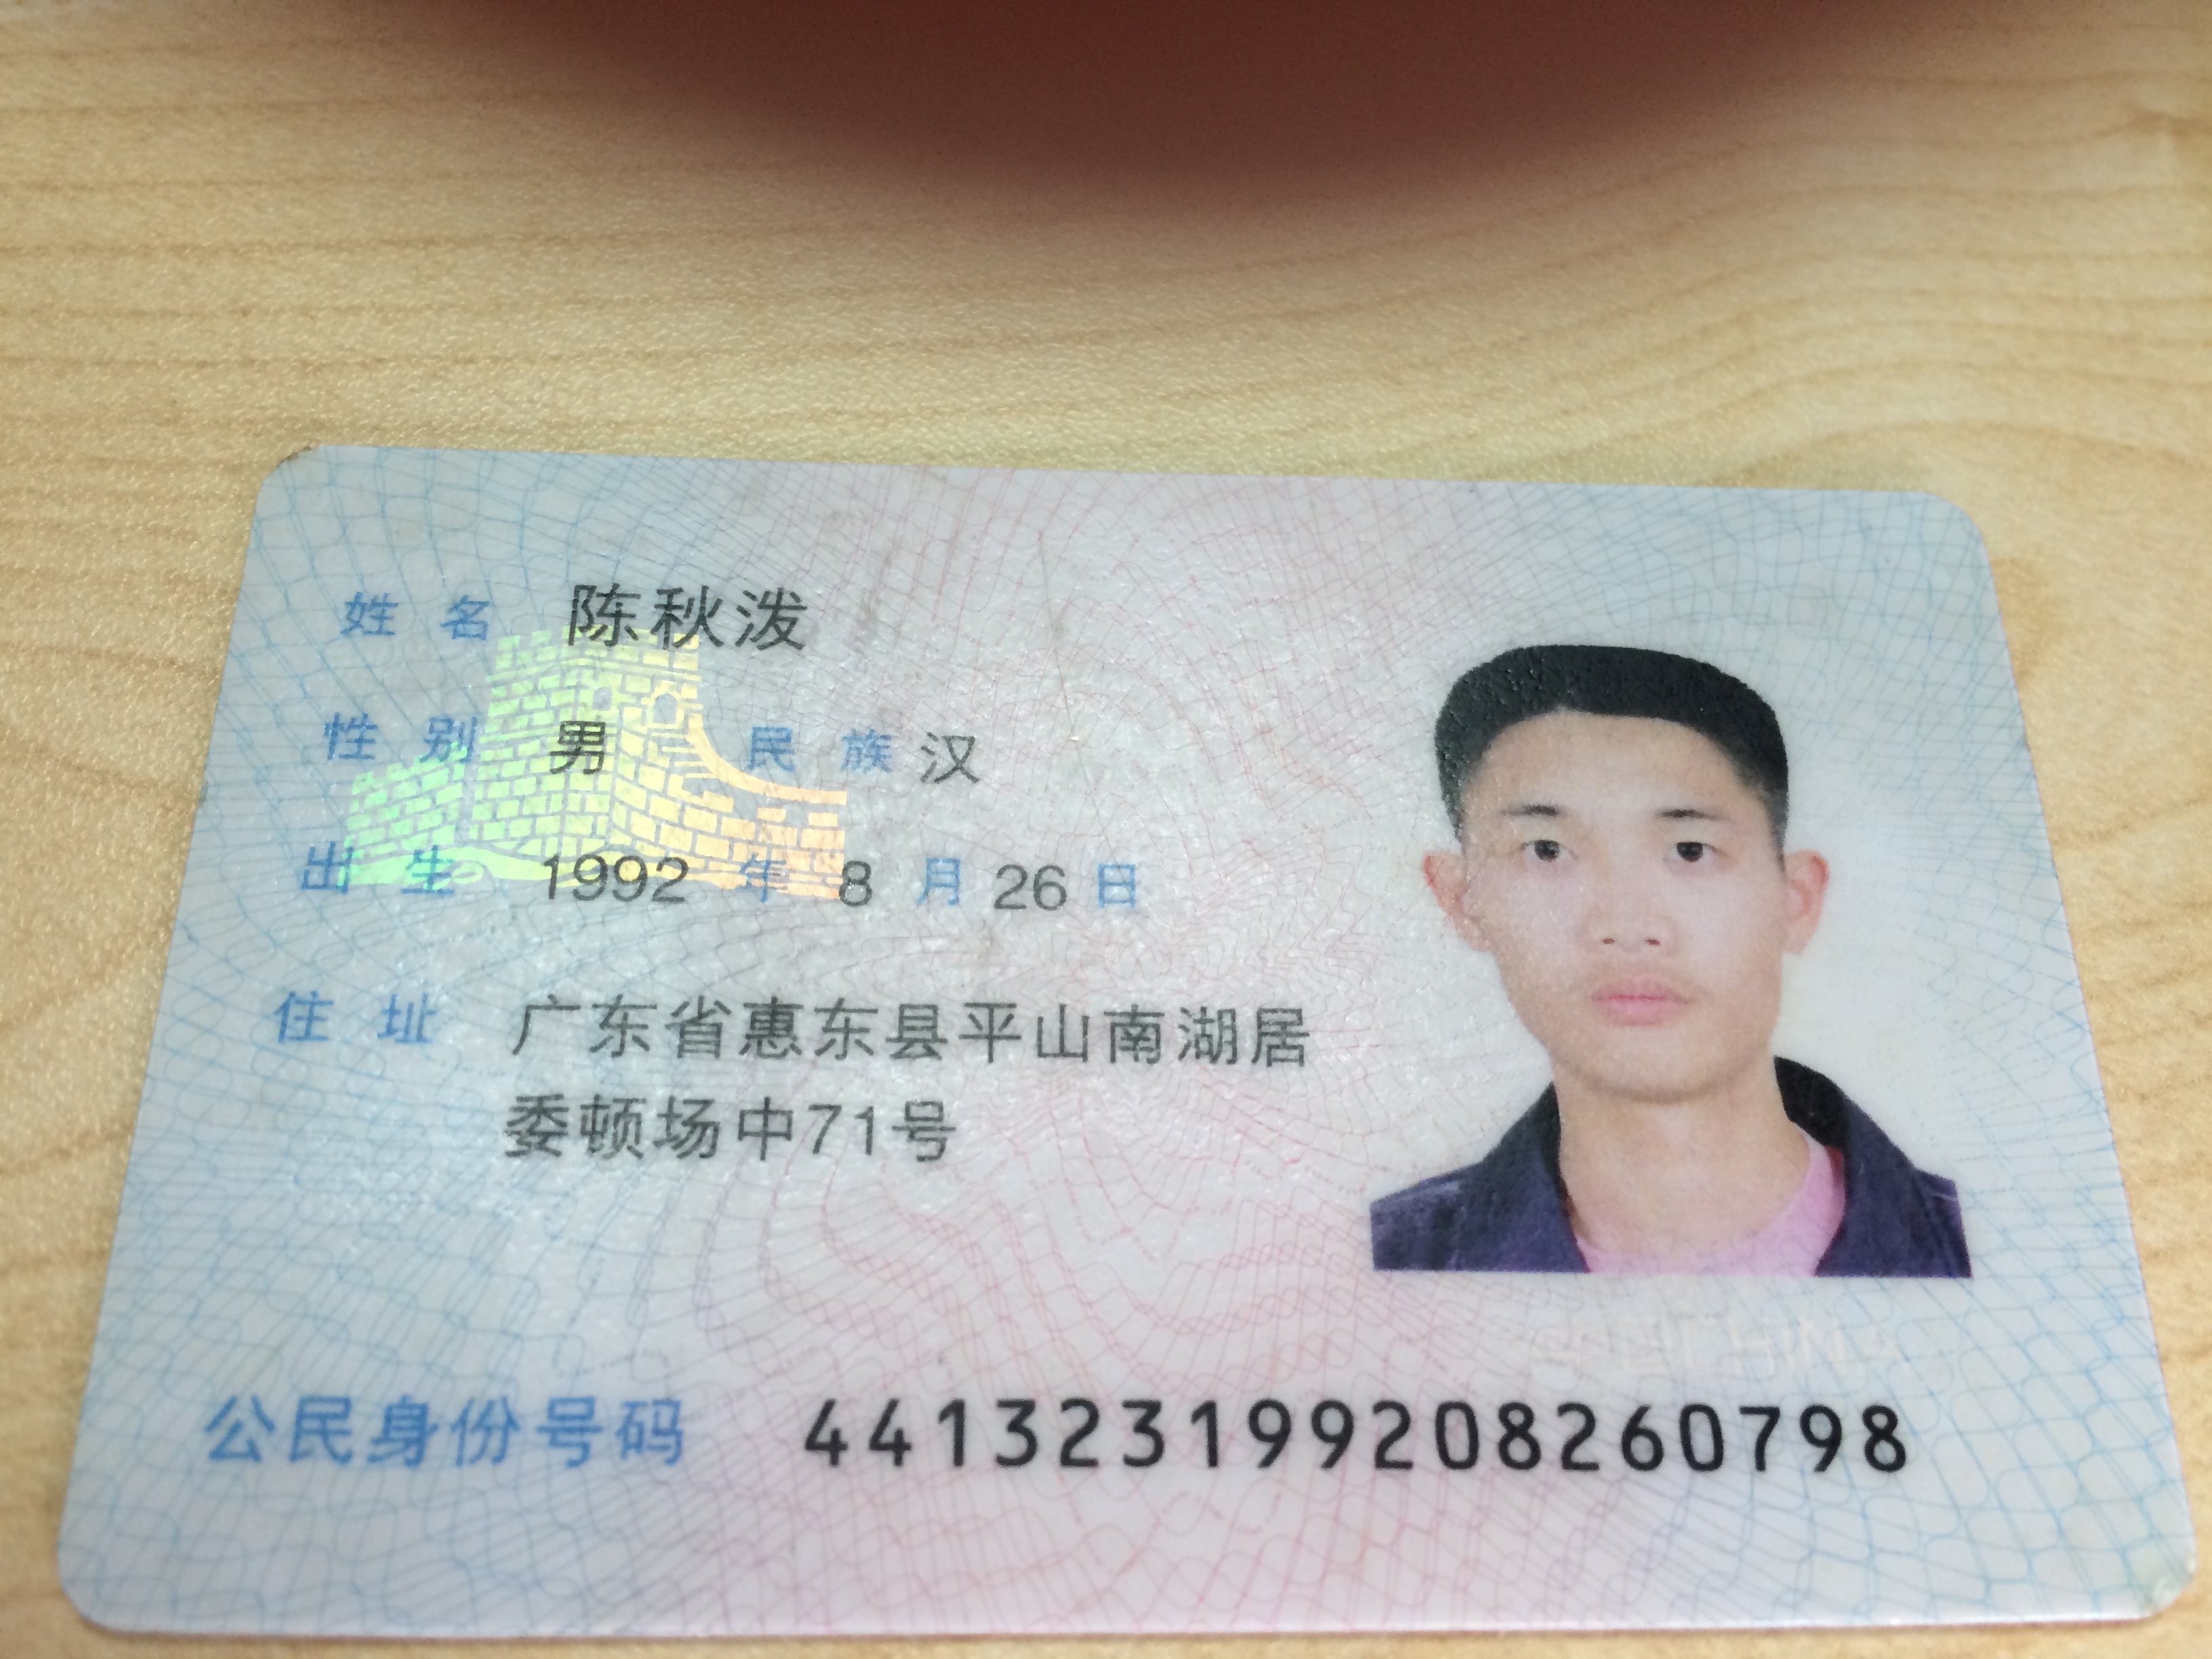 姓名 陈秋泼
性别 男 民族 汉
出生 1992 年 8 月 26 日
住址 广东省惠东县平山南湖居
委顿场中71号
公民身份号码 441323199208260798